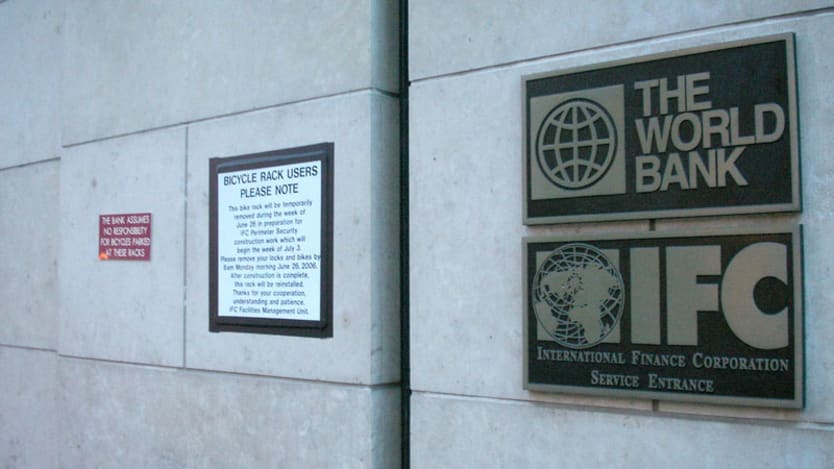 THE BANK ASSUMES
NO RESPONSIBILITY
FOR BICYCLES PARKED
AT THESE RACKS
BICYCLE RACK USERS
PLEASE NOTE
This bike rack will be temporarily
removed during the week of
June 26 in preparation for
IFC Perimeter Security
construction work which will
begin the week of July 3.
Please remove your locks and bikes by
8am Monday morning June 26, 2006.
After construction is complete,
this rack will be reinstalled.
Thanks for your cooperation,
understanding and patience.
IFC Facilities Management Unit.
THE
WORLD
BANK
IFC
INTERNATIONAL FINANCE CORPORATION
SERVICE ENTRANCE